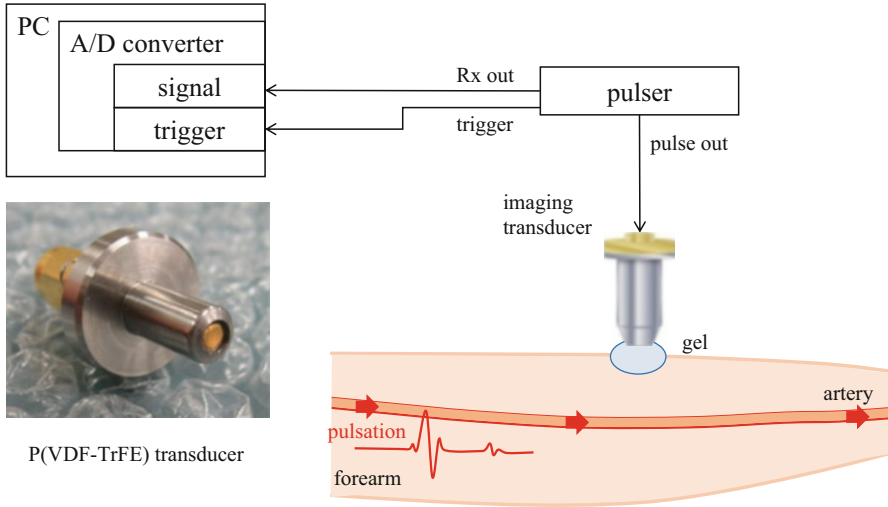 PC
A/D converter
signal
trigger
Rx out
trigger
pulser
pulse out
imaging
transducer
gel
artery
pulsation
forearm
P(VDF-TrFE) transducer